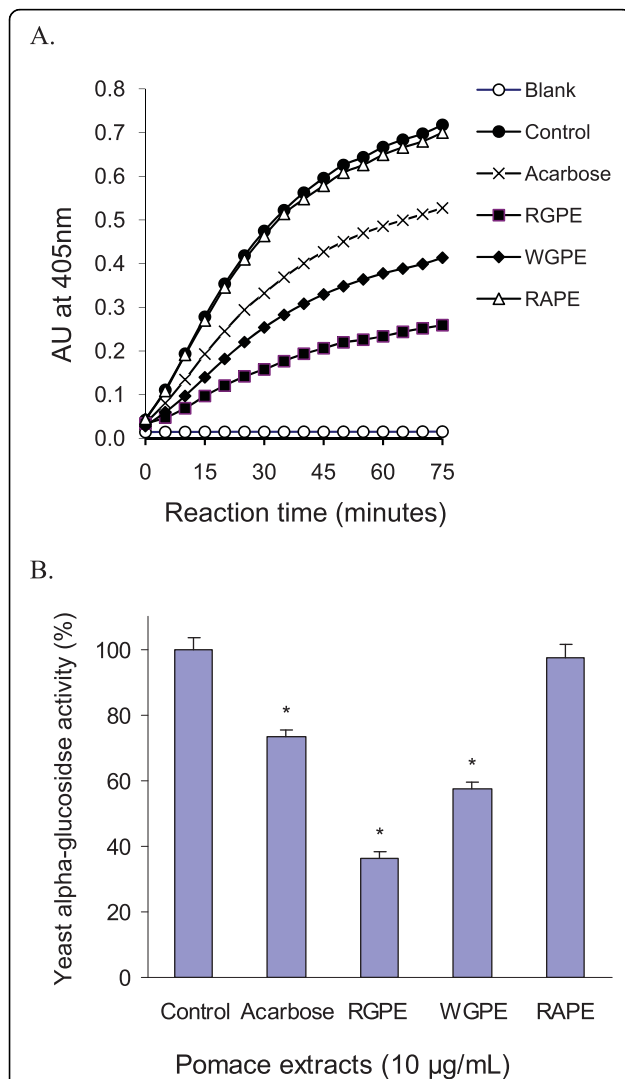 A.
AU at 405nm
0.8
0.7
0.6
0.5
0.4
0.3
0.2
0.1
0.0
0 15 30 45 60 75
Reaction time (minutes)
Blank
Control
Acarbose
RGPE
WGPE
RAPE
B.
Yeast alpha-glucosidse activity (%)
100
80
60
40
20
0
*
*
*
Control Acarbose RGPE WGPE RAPE
Pomace extracts (10 µg/mL)